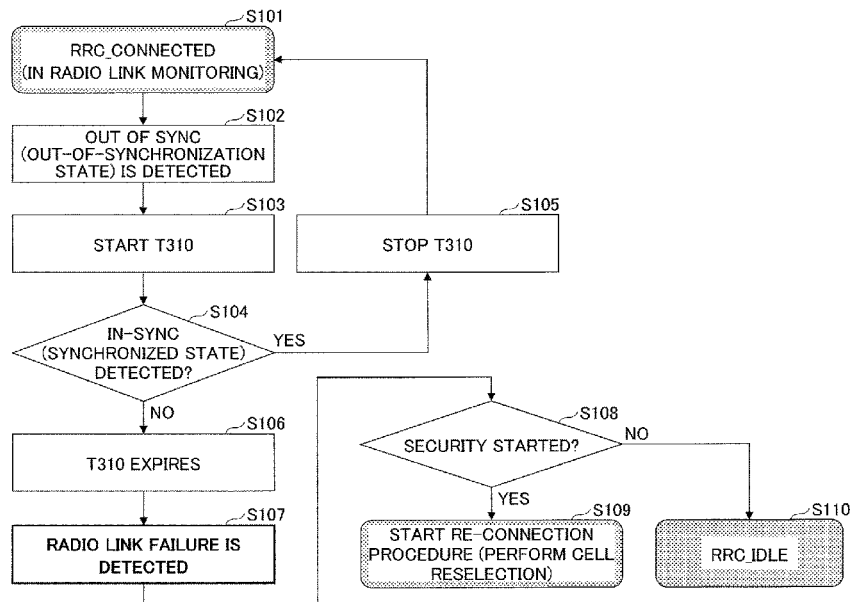 S101
RRC_CONNECTED
(IN RADIO LINK MONITORING)
S102
OUT OF SYNC
(OUT-OF-SYNCHRONIZATION
STATE) IS DETECTED
S103
START T310
S105
STOP T310
S104
IN-SYNC
(SYNCHRONIZED STATE)
DETECTED?
YES
NO
S106
T310 EXPIRES
S107
RADIO LINK FAILURE IS
DETECTED
S108
SECURITY STARTED?
NO
YES
S109
START RE-CONNECTION
PROCEDURE (PERFORM CELL
RESELECTION)
S110
RRC_IDLE